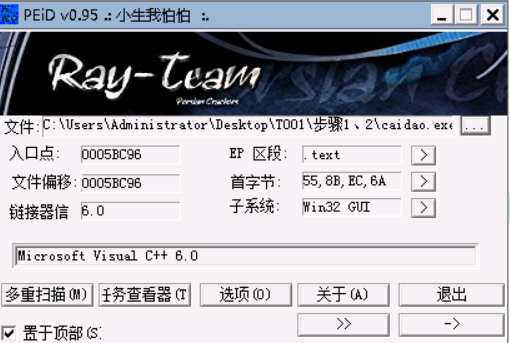 PEiD v0.95 .: 小生我怕怕 :.
Ray-Team
Persian Crackers
文件: C:\Users\Administrator\Desktop\TO01\步骤1、2\caidao.exe ...
入口点: 0005BC96 EP 区段: .text >
文件偏移: 0005BC96 首字节: 55,8B,EC,6A >
链接器信 6.0 子系统: Win32 GUI >
Microsoft Visual C++ 6.0
多重扫描(M) 任务查看器(T 选项(O) 关于(A) 退出
置于顶部(S: >> ->